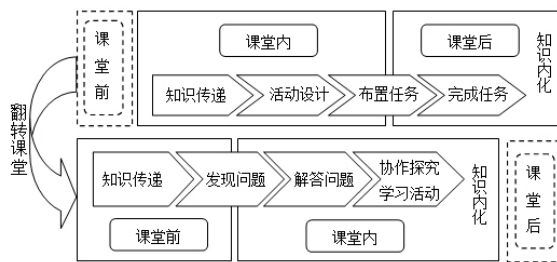 课堂前
课堂内
课堂后
知识内化
知识传递
活动设计
布置任务
完成任务
翻转课堂
知识传递
发现问题
解答问题
协作探究
学习活动
知识内化
课堂后
课堂前
课堂内